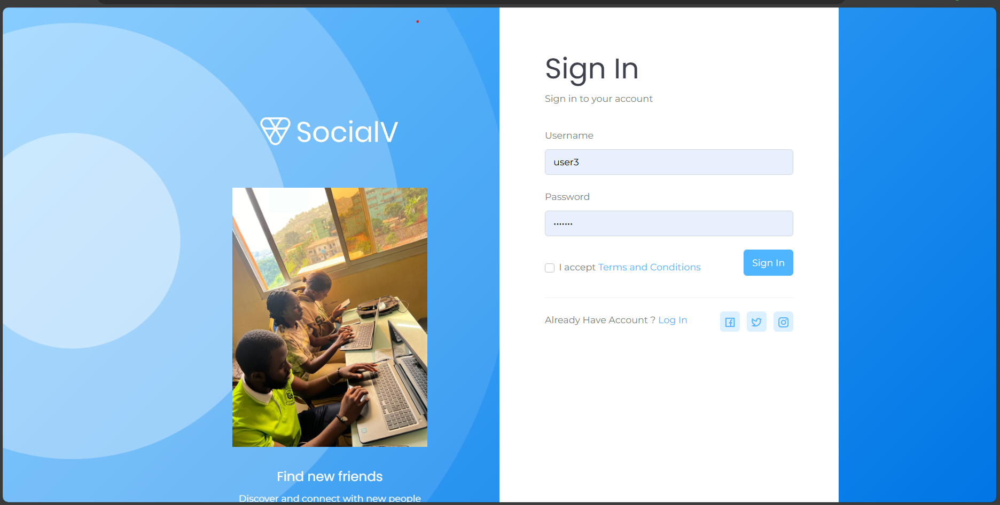 SocialV
Find new friends
Discover and connect with new people
Sign In
Sign in to your account
Username
user3
Password
•••••••
I accept Terms and Conditions
Sign In
Already Have Account ? Log In